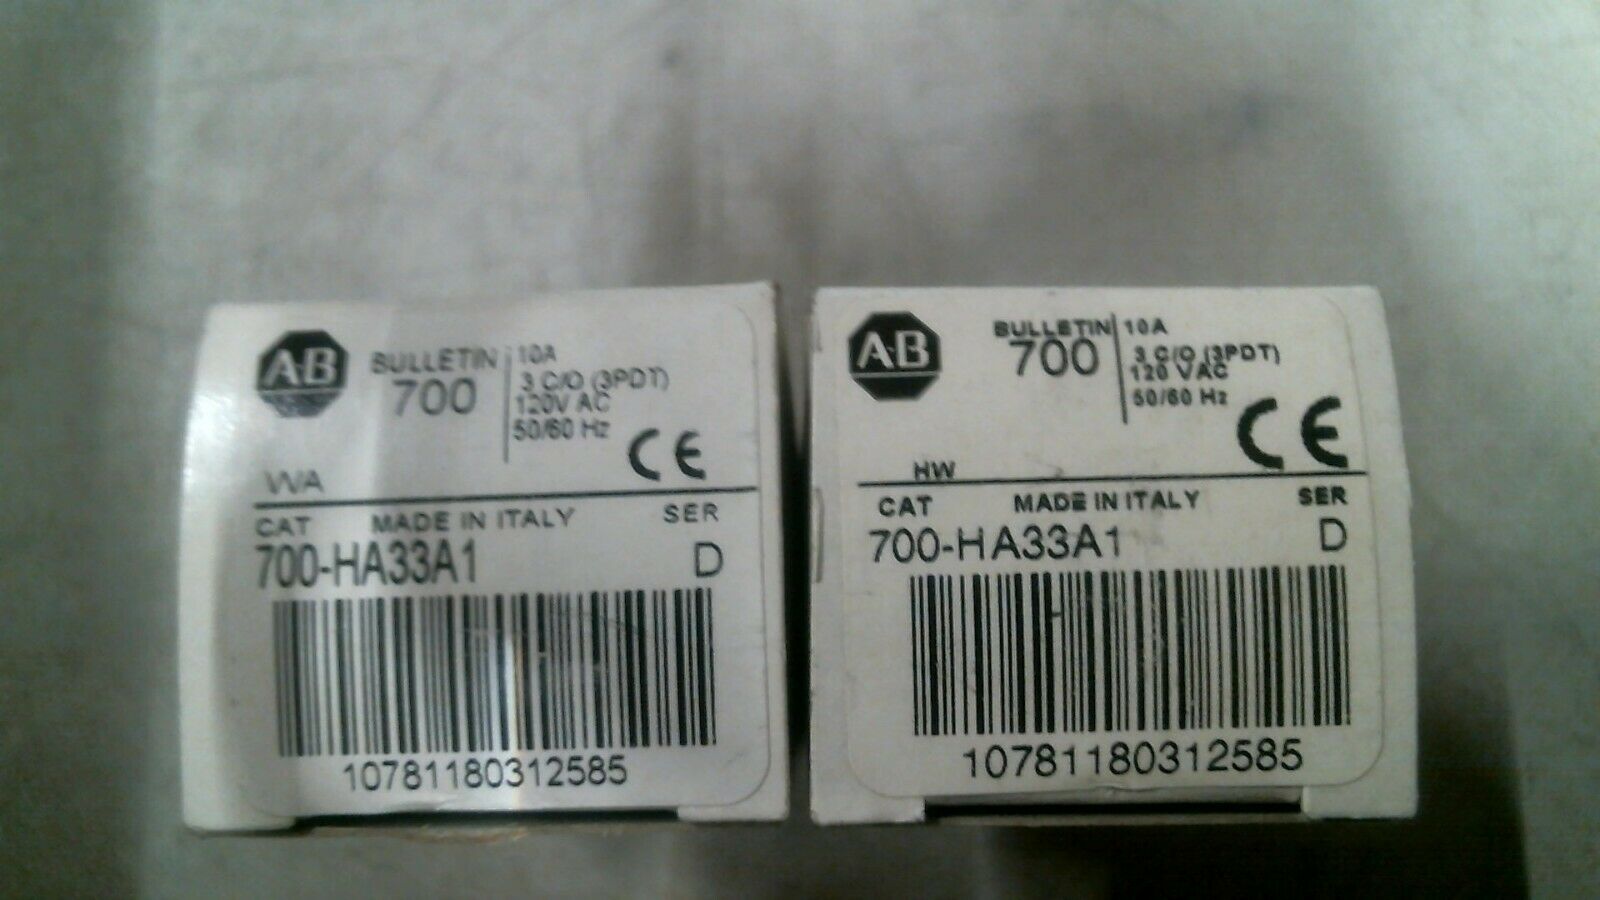 A-B
BULLETIN
700
10A
3 C/O (3PDT)
120V AC
50/60 Hz
CE
WA
CAT MADE IN ITALY SER
700-HA33A1 D
10781180312585
A-B
BULLETIN
700
10A
3 C/O (3PDT)
120 VAC
50/60 Hz
CE
HW
CAT MADE IN ITALY SER
700-HA33A1 D
10781180312585